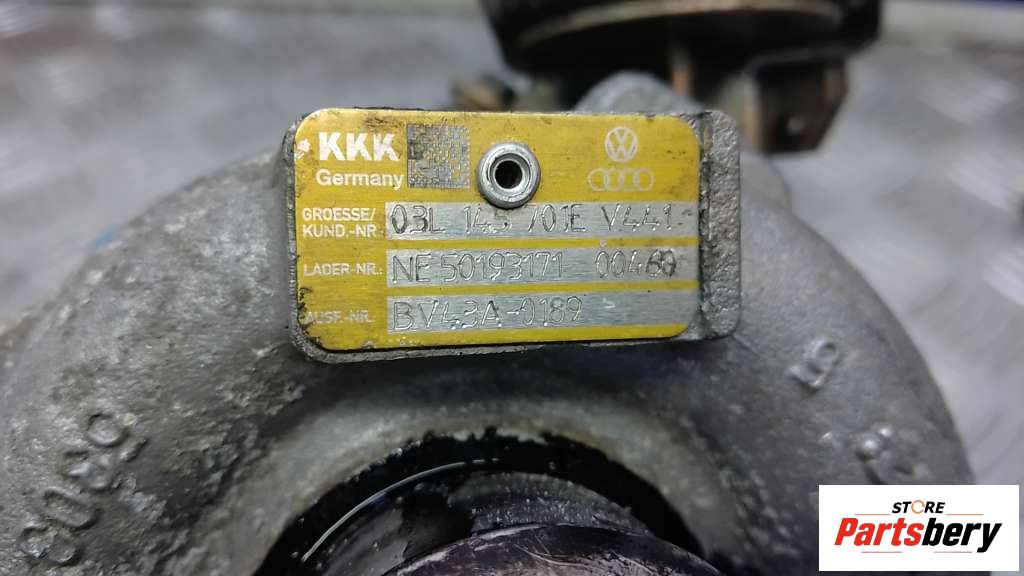 KKK
Germany
GROESSE/
KUND.-NR. 03L 145 701E V441
LADER-NR.: NE 50193171 00460
AUSF.-NR. BV43A-0189
STORE
Partsbery